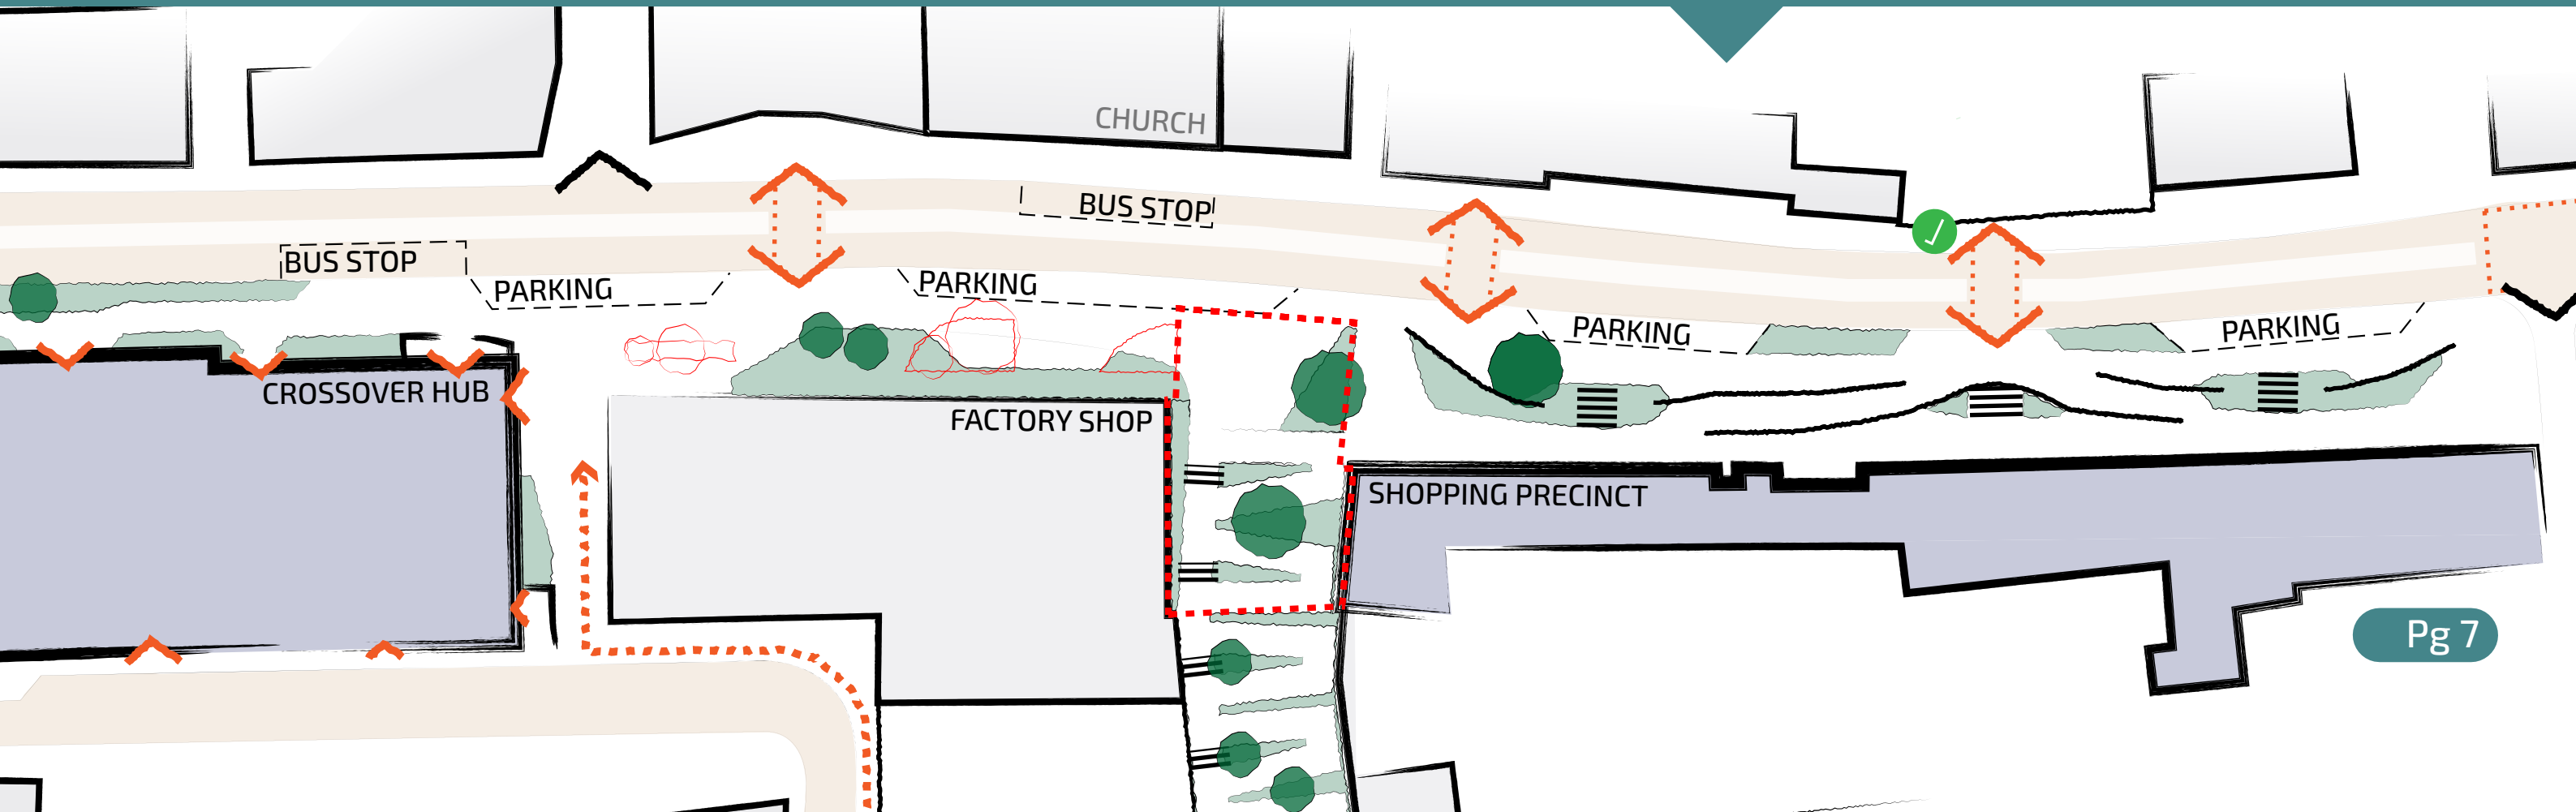 CHURCH
BUS STOP
BUS STOP
PARKING
PARKING
PARKING
PARKING
CROSSOVER HUB
FACTORY SHOP
SHOPPING PRECINCT
Pg 7